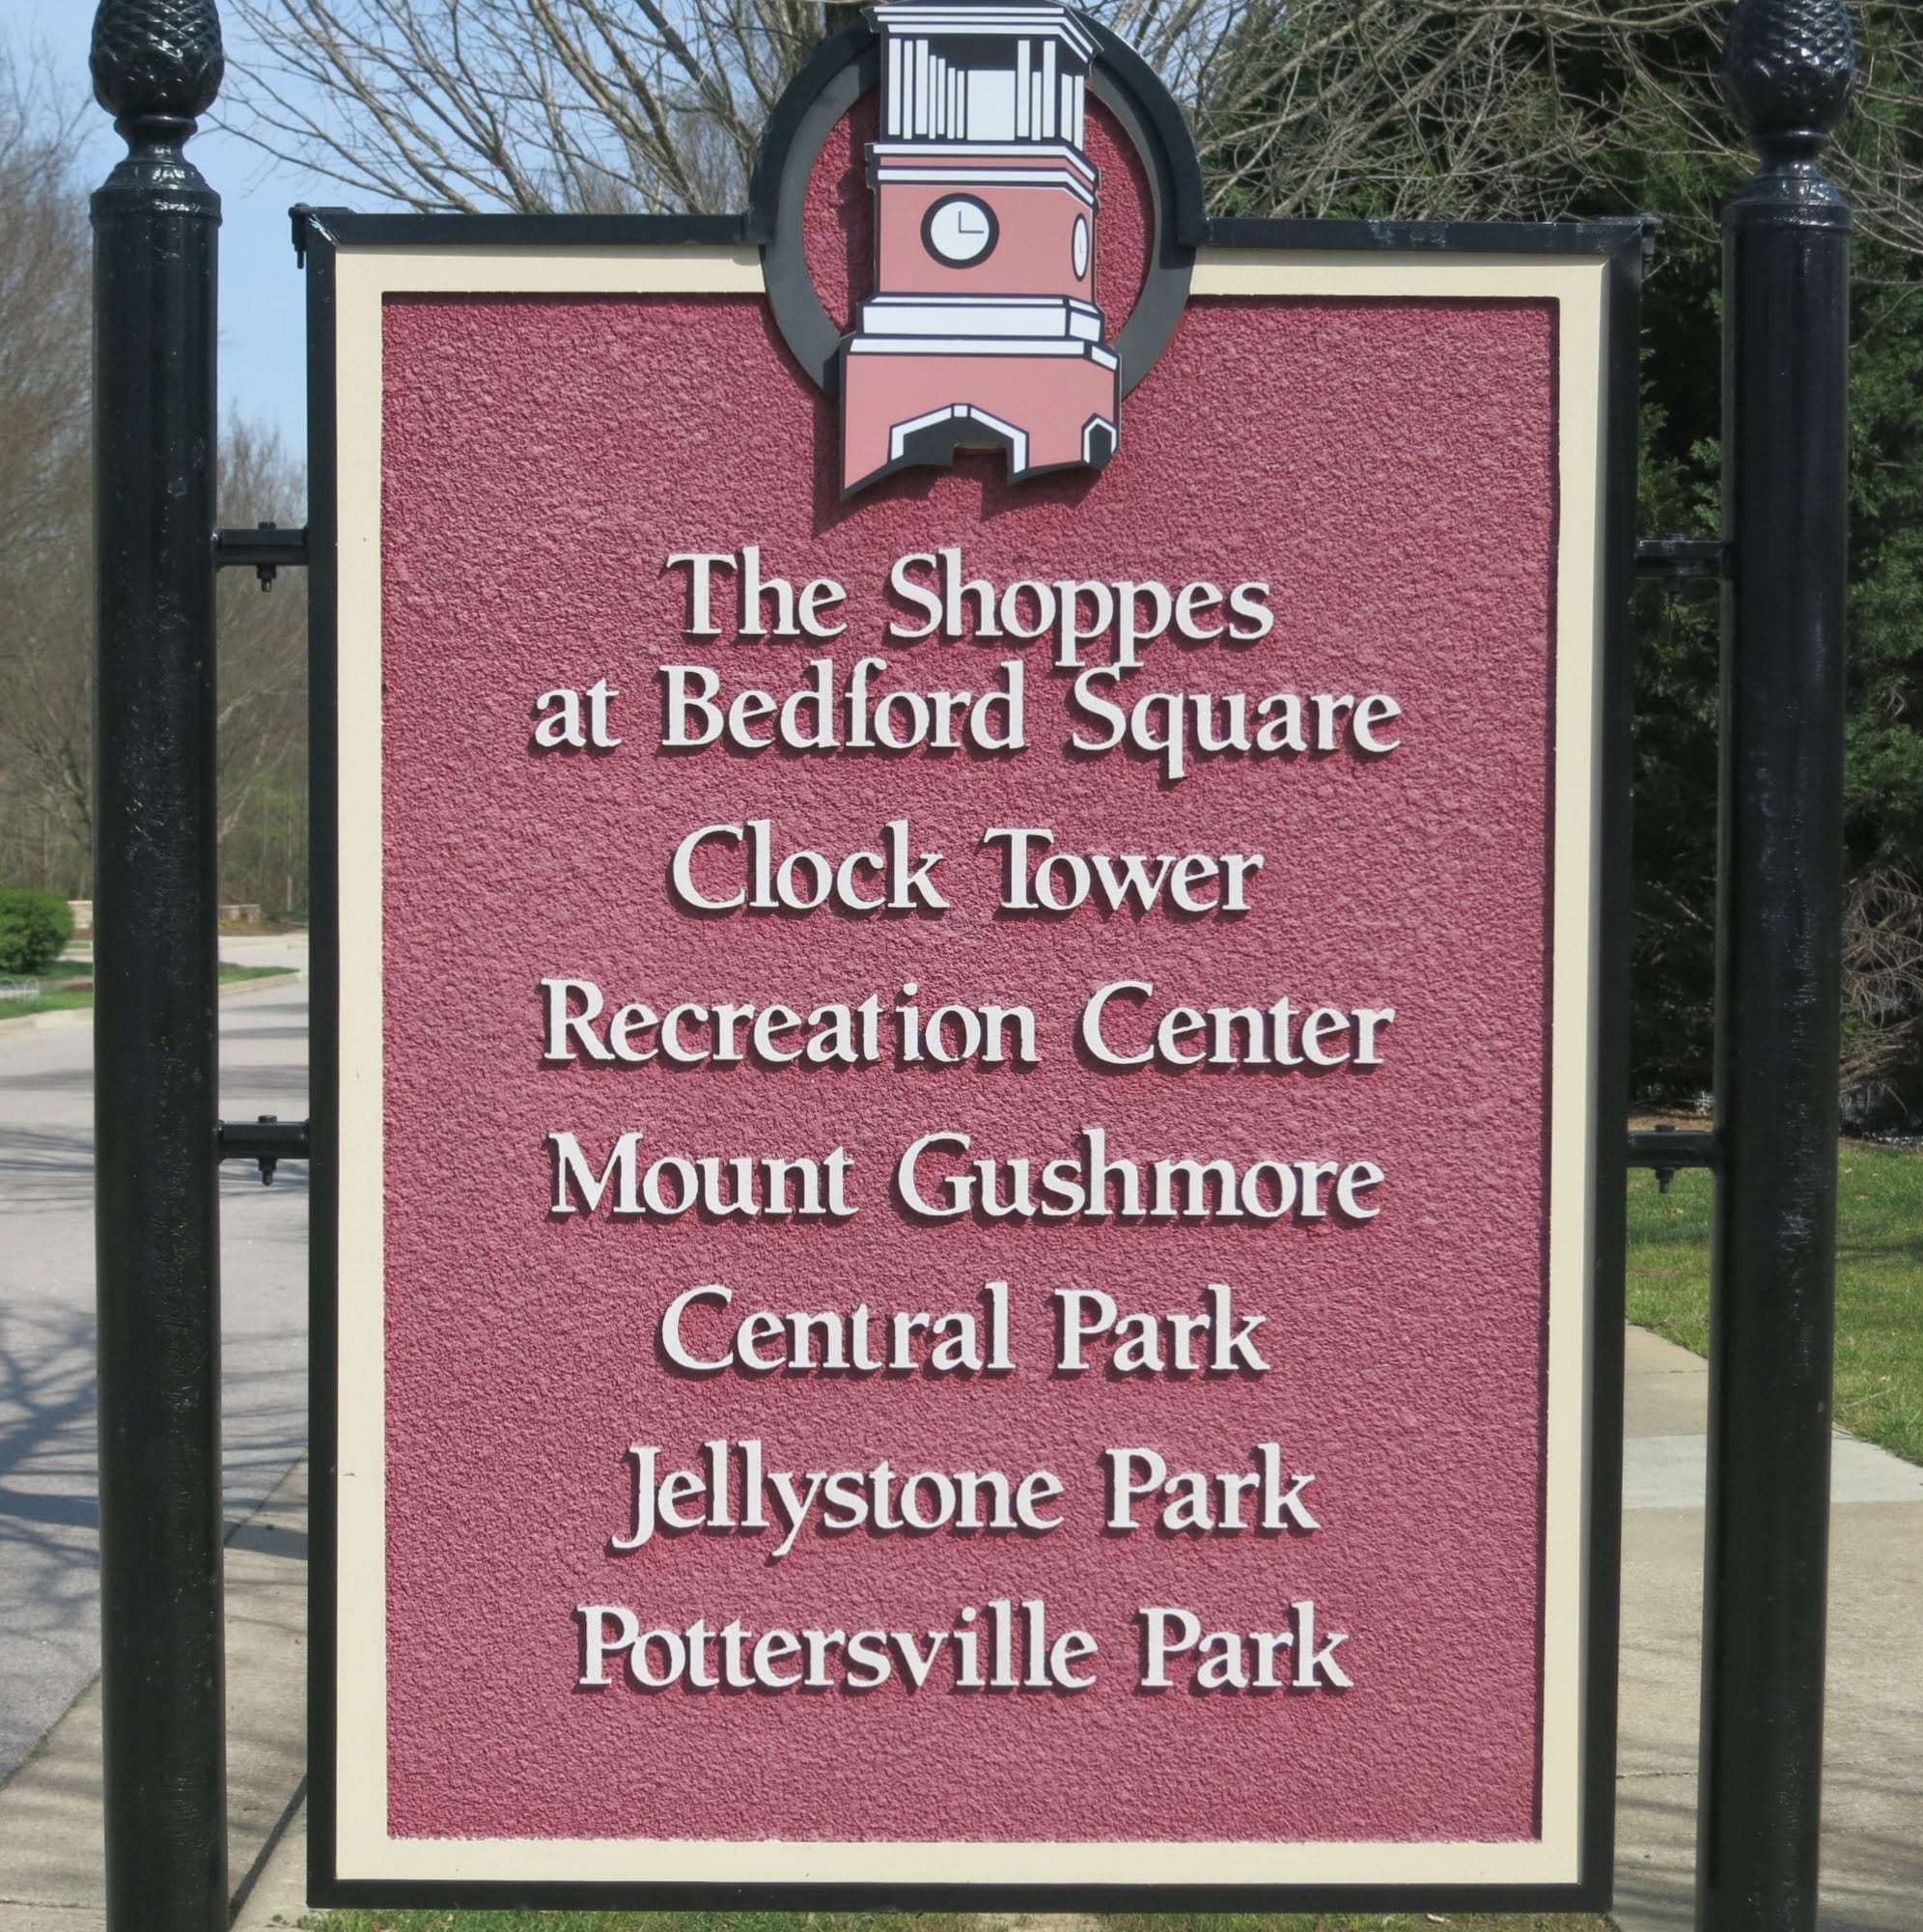 The Shoppes
at Bedford Square
Clock Tower
Recreation Center
Mount Gushmore
Central Park
Jellystone Park
Pottersville Park